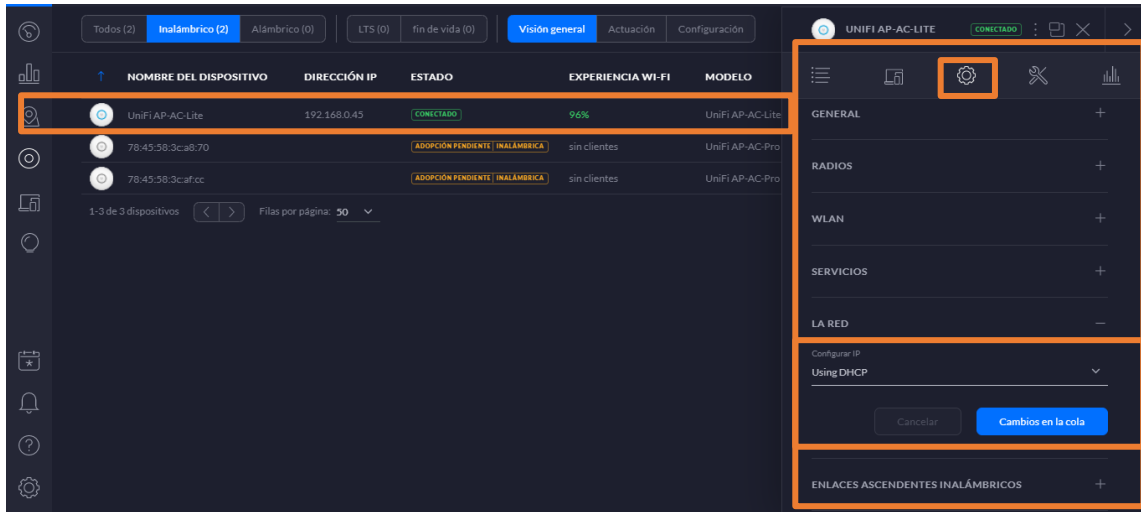 Todos (2) Inalámbrico (2) Alámbrico (0) LTS (0) fin de vida (0) Visión general Actuación Configuración
UNIFI AP-AC-LITE CONECTADO
NOMBRE DEL DISPOSITIVO DIRECCIÓN IP ESTADO EXPERIENCIA WI-FI MODELO
UniFi AP-AC-Lite 192.168.0.45 CONECTADO 96% UniFi AP-AC-Lite
78:45:58:3c:a8:70 ADOPCIÓN PENDIENTE INALÁMBRICA sin clientes UniFi AP-AC-Pro
78:45:58:3c:af:cc ADOPCIÓN PENDIENTE INALÁMBRICA sin clientes UniFi AP-AC-Pro
1-3 de 3 dispositivos Filas por página: 50
GENERAL
RADIOS
WLAN
SERVICIOS
LA RED
Configurar IP
Using DHCP
Cancelar Cambios en la cola
ENLACES ASCENDENTES INALÁMBRICOS